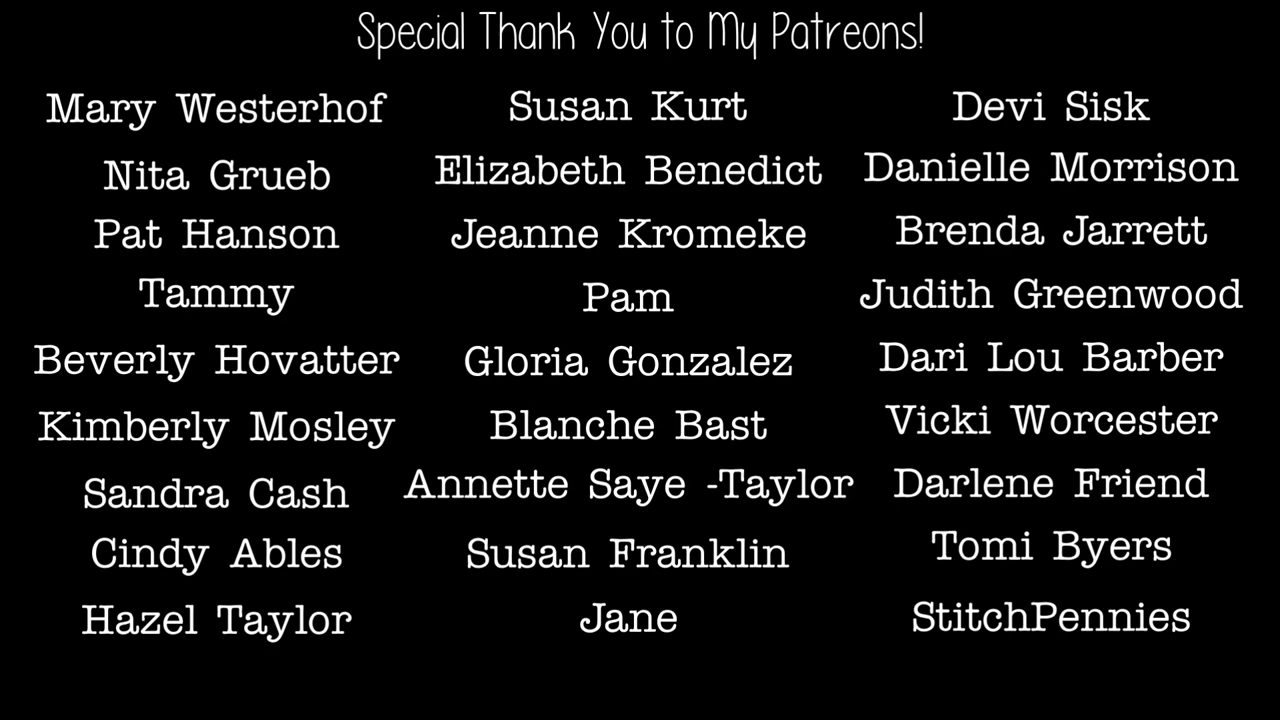 Special Thank You to My Patreons!
Mary Westerhof
Nita Grueb
Pat Hanson
Tammy
Beverly Hovatter
Kimberly Mosley
Sandra Cash
Cindy Ables
Hazel Taylor
Susan Kurt
Elizabeth Benedict
Jeanne Kromeke
Pam
Gloria Gonzalez
Blanche Bast
Annette Saye -Taylor
Susan Franklin
Jane
Devi Sisk
Danielle Morrison
Brenda Jarrett
Judith Greenwood
Dari Lou Barber
Vicki Worcester
Darlene Friend
Tomi Byers
StitchPennies